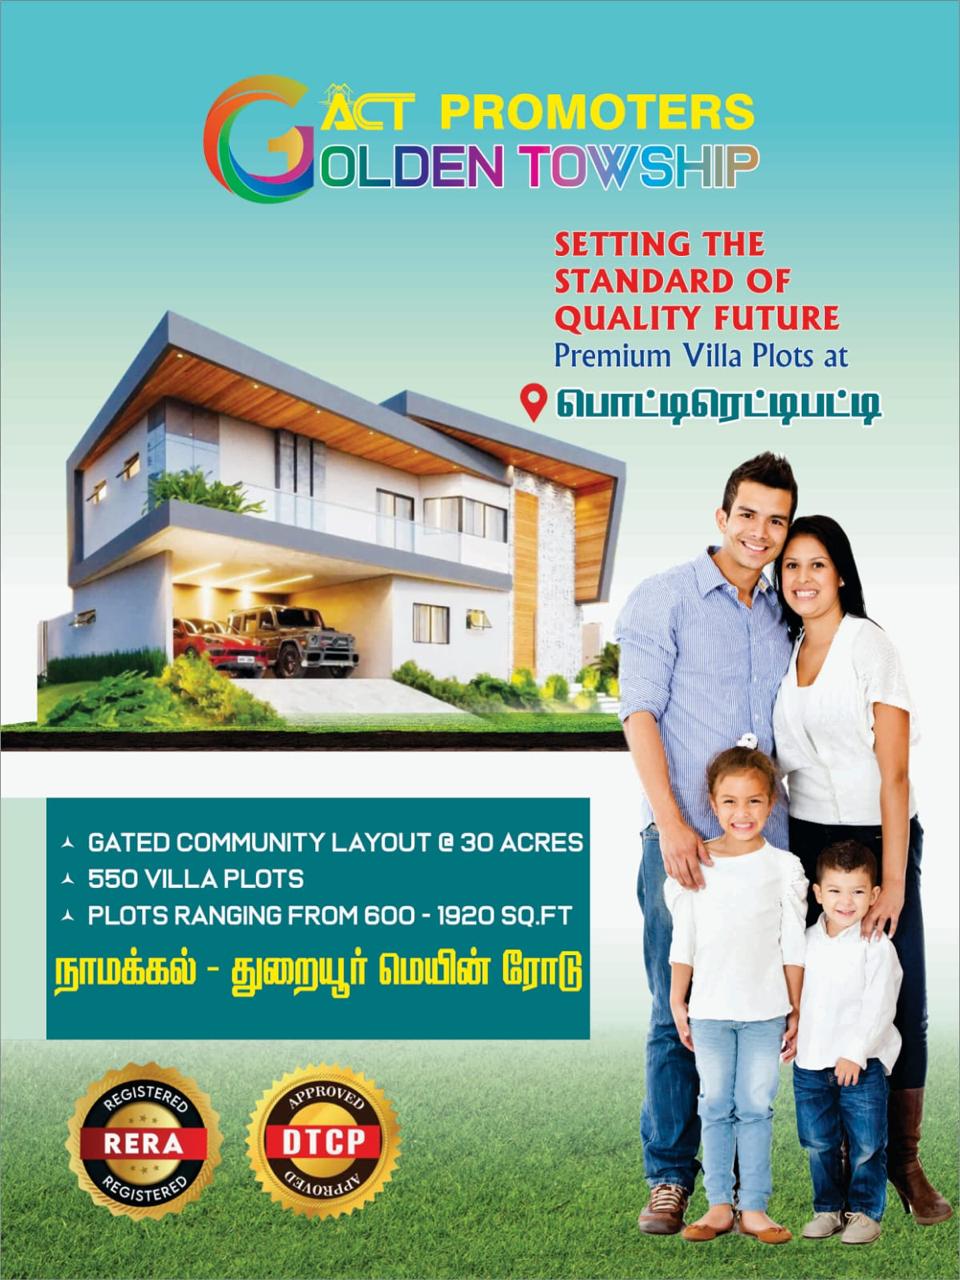 ACT PROMOTERS
GOLDEN TOWSHIP
SETTING THE
STANDARD OF
QUALITY FUTURE
Premium Villa Plots at
பொட்டிரெட்டிபட்டி
GATED COMMUNITY LAYOUT @ 30 ACRES
550 VILLA PLOTS
PLOTS RANGING FROM 600 - 1920 SQ.FT
நாமக்கல் - துறையூர் மெயின் ரோடு
REGISTERED
RERA
REGISTERED
APPROVED
DTCP
APPROVED